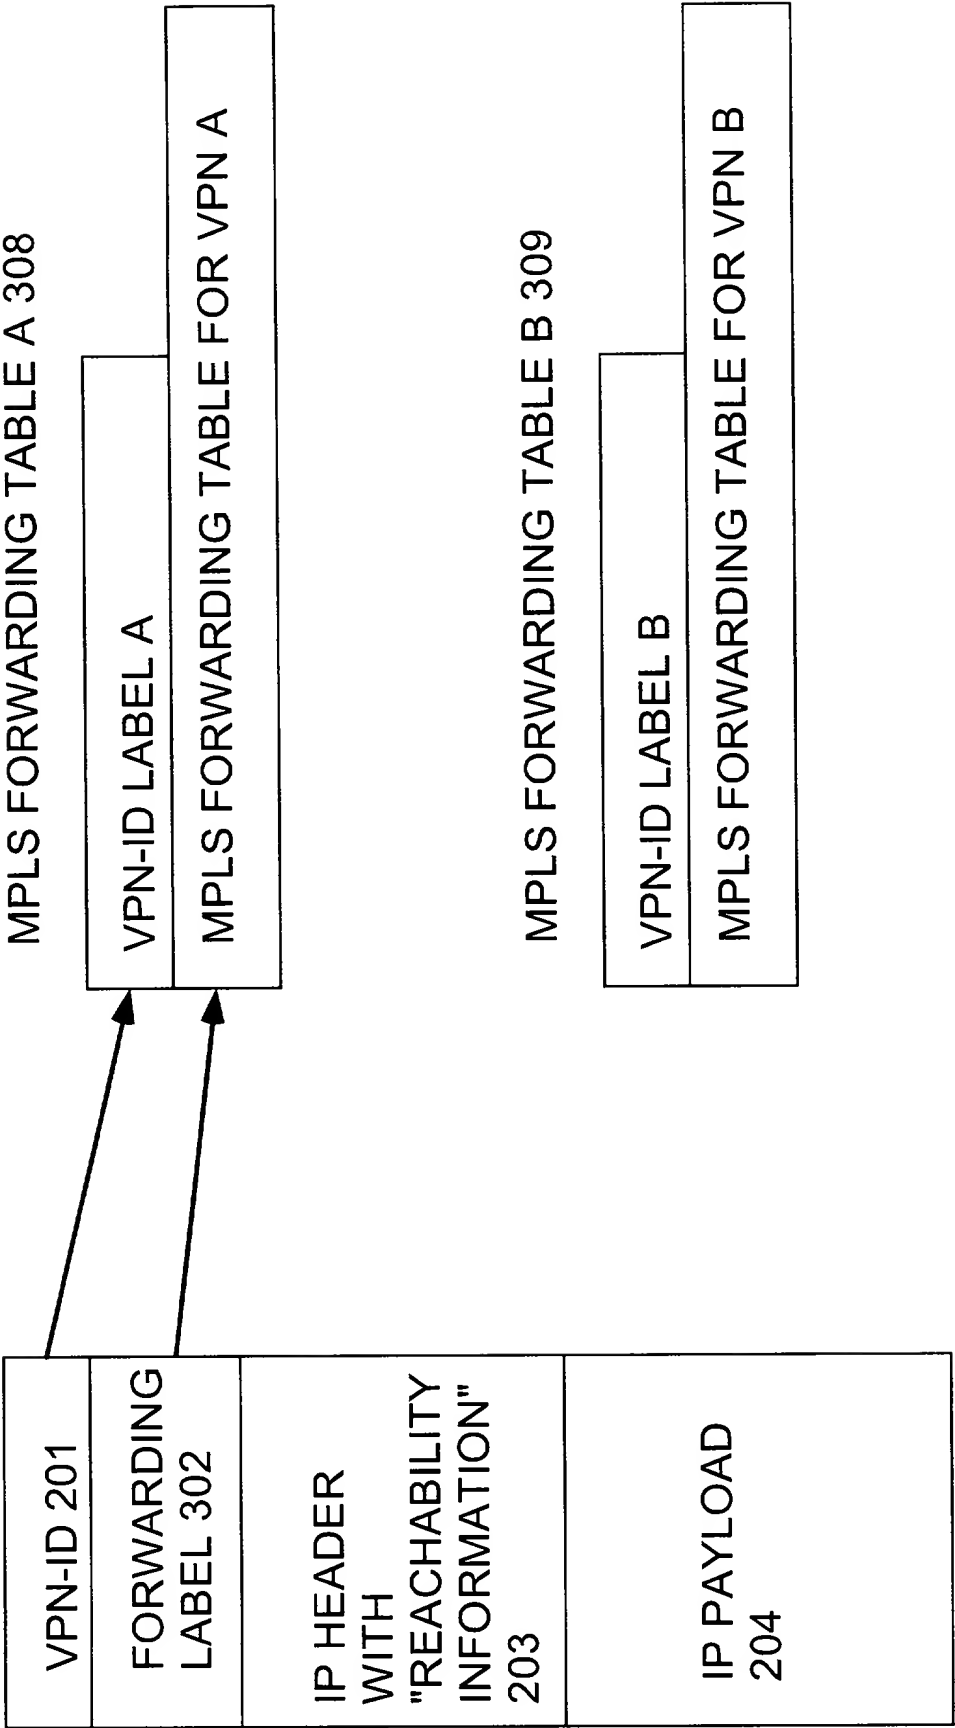 VPN-ID 201
FORWARDING
LABEL 302
IP HEADER
WITH
"REACHABILITY
INFORMATION"
203
IP PAYLOAD
204
MPLS FORWARDING TABLE A 308
VPN-ID LABEL A
MPLS FORWARDING TABLE FOR VPN A
MPLS FORWARDING TABLE B 309
VPN-ID LABEL B
MPLS FORWARDING TABLE FOR VPN B